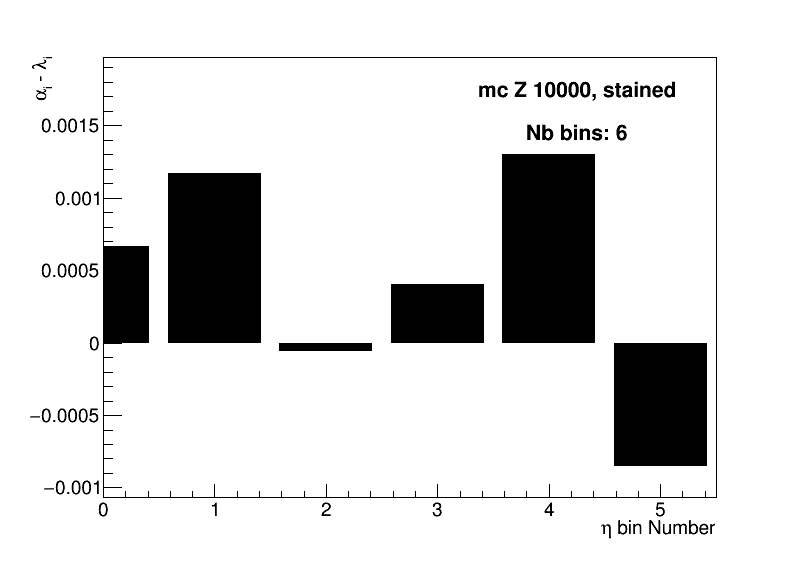 αi - λi
mc Z 10000, stained
Nb bins: 6
0.0015
0.001
0.0005
0
−0.0005
−0.001
0 1 2 3 4 5
η bin Number